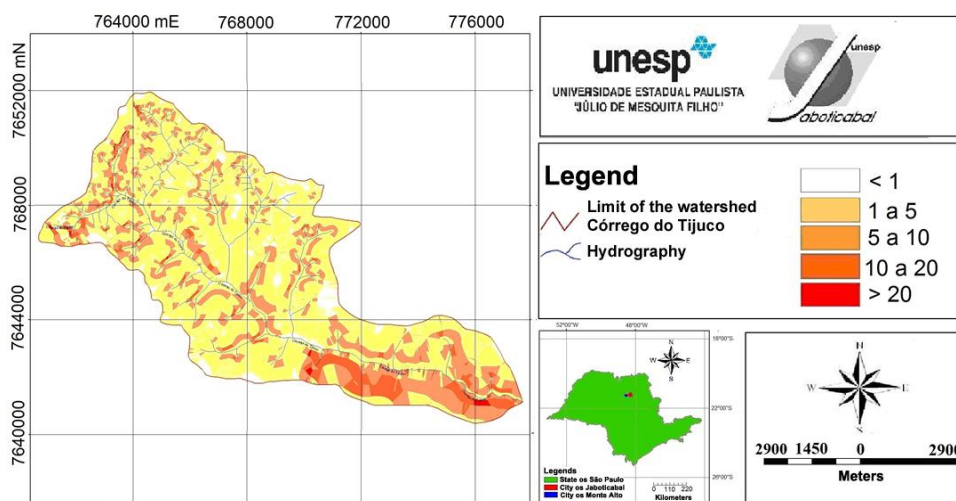 764000 mE
768000
772000
776000
7652000 mN
768000
7644000
7640000
unesp
UNIVERSIDADE ESTADUAL PAULISTA
"JÚLIO DE MESQUITA FILHO"
unesp
Jaboticabal
Legend
Limit of the watershed
Córrego do Tijuco
Hydrography
< 1
1 a 5
5 a 10
10 a 20
> 20
52°00'W
48°00'W
18°00'S
22°00'S
26°00'S
N
W
E
S
Legends
State os São Paulo
City os Jaboticabal
City os Monte Alto
0 110 220
Kilometers
N
W
E
S
2900 1450 0 2900
Meters